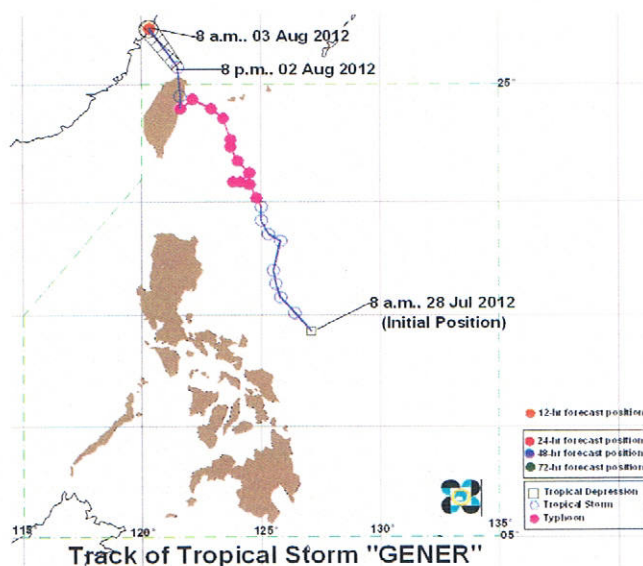 8 a.m.. 03 Aug 2012
8 p.m.. 02 Aug 2012
25
8 a.m.. 28 Jul 2012
(Initial Position)
12-hr forecast position
24-hr forecast position
48-hr forecast position
72-hr forecast position
Tropical Depression
Tropical Storm
Typhoon
115
120°
125°
130°
135°
05
Track of Tropical Storm "GENER"